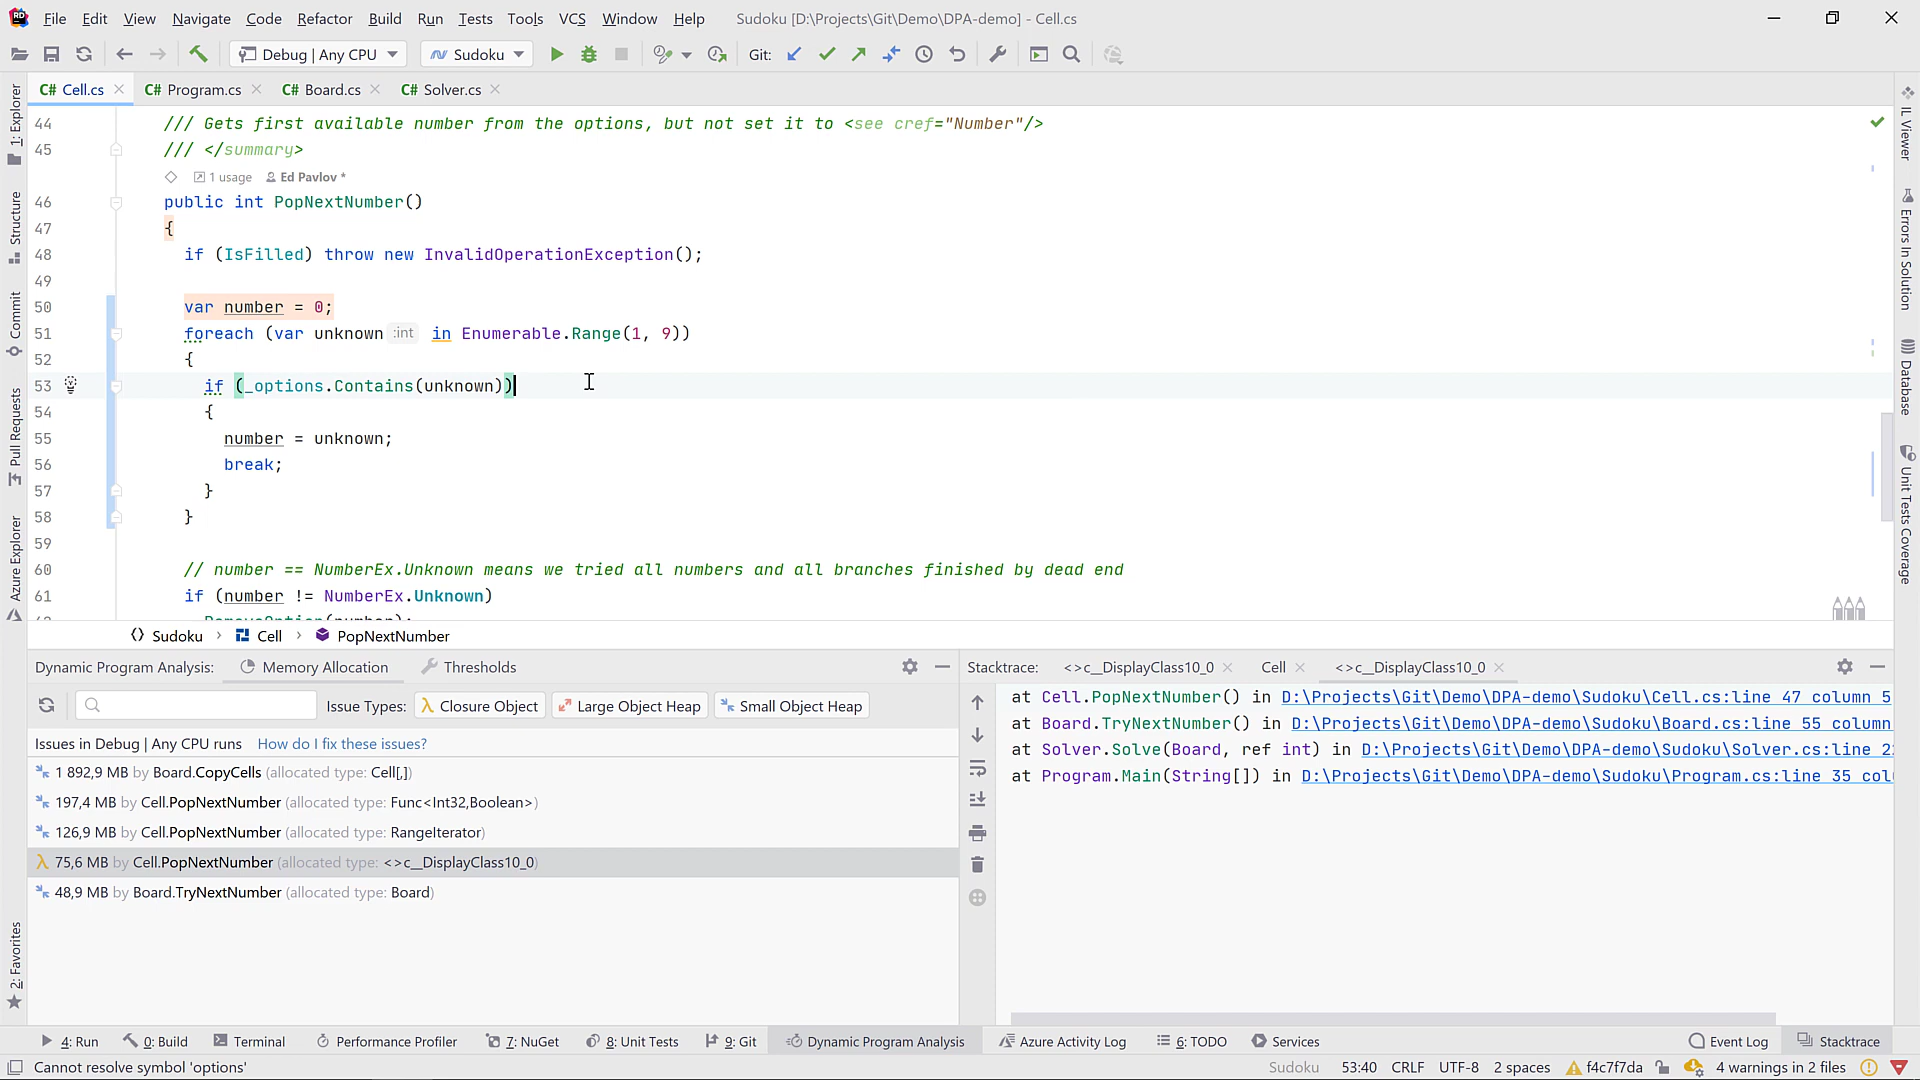 RD File Edit View Navigate Code Refactor Build Run Tests Tools VCS Window Help Sudoku [D:\Projects\Git\Demo\DPA-demo] - Cell.cs
Debug | Any CPU Sudoku Git:
C# Cell.cs C# Program.cs C# Board.cs C# Solver.cs
1: Explorer
Structure
Commit
Pull Requests
Azure Explorer
2: Favorites
44 /// Gets first available number from the options, but not set it to <see cref="Number"/>
45 /// </summary>
1 usage Ed Pavlov *
46 public int PopNextNumber()
47 {
48 if (IsFilled) throw new InvalidOperationException();
49
50 var number = 0;
51 foreach (var unknown :int in Enumerable.Range(1, 9))
52 {
53 if (_options.Contains(unknown))
54 {
55 number = unknown;
56 break;
57 }
58 }
59
60 // number == NumberEx.Unknown means we tried all numbers and all branches finished by dead end
61 if (number != NumberEx.Unknown)
RemoveOption(number);
IL Viewer
Errors In Solution
Database
Unit Tests Coverage
Sudoku › Cell › PopNextNumber
Dynamic Program Analysis: Memory Allocation Thresholds
Issue Types: Closure Object Large Object Heap Small Object Heap
Issues in Debug | Any CPU runs How do I fix these issues?
1 892,9 MB by Board.CopyCells (allocated type: Cell[,])
197,4 MB by Cell.PopNextNumber (allocated type: Func<Int32,Boolean>)
126,9 MB by Cell.PopNextNumber (allocated type: RangeIterator)
75,6 MB by Cell.PopNextNumber (allocated type: <>c__DisplayClass10_0)
48,9 MB by Board.TryNextNumber (allocated type: Board)
Stacktrace: <>c__DisplayClass10_0 Cell <>c__DisplayClass10_0
at Cell.PopNextNumber() in D:\Projects\Git\Demo\DPA-demo\Sudoku\Cell.cs:line 47 column 5
at Board.TryNextNumber() in D:\Projects\Git\Demo\DPA-demo\Sudoku\Board.cs:line 55 column
at Solver.Solve(Board, ref int) in D:\Projects\Git\Demo\DPA-demo\Sudoku\Solver.cs:line 2
at Program.Main(String[]) in D:\Projects\Git\Demo\DPA-demo\Sudoku\Program.cs:line 35 col
4: Run 0: Build Terminal Performance Profiler 7: NuGet 8: Unit Tests 9: Git Dynamic Program Analysis Azure Activity Log 6: TODO Services Event Log Stacktrace
Cannot resolve symbol 'options' Sudoku 53:40 CRLF UTF-8 2 spaces f4c7f7da 4 warnings in 2 files